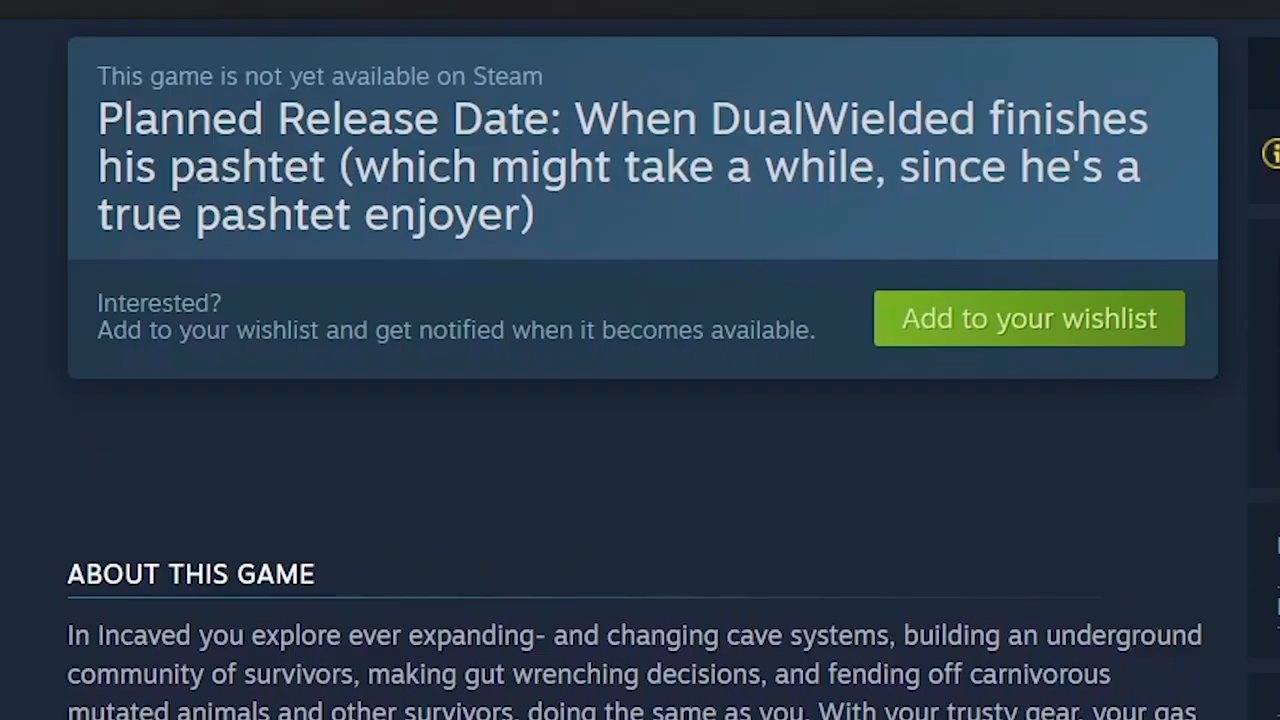 This game is not yet available on Steam
Planned Release Date: When DualWielded finishes
his pashtet (which might take a while, since he's a
true pashtet enjoyer)
Interested?
Add to your wishlist and get notified when it becomes available.
Add to your wishlist
ABOUT THIS GAME
In Incaved you explore ever expanding- and changing cave systems, building an underground
community of survivors, making gut wrenching decisions, and fending off carnivorous
mutated animals and other survivors, doing the same as you. With your trusty gear, your gas